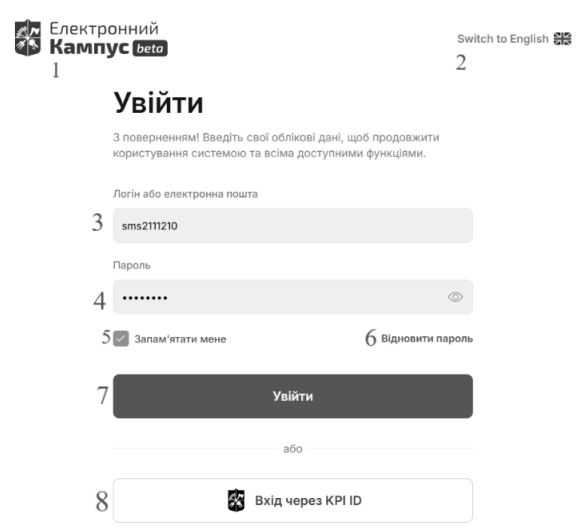 Електронний
Кампус beta
1
Switch to English
2
Увійти
З поверненням! Введіть свої облікові дані, щоб продовжити
користування системою та всіма доступними функціями.
Логін або електронна пошта
3 sms2111210
Пароль
4 ••••••••
5 Запам'ятати мене 6 Відновити пароль
7 Увійти
або
8 Вхід через KPI ID